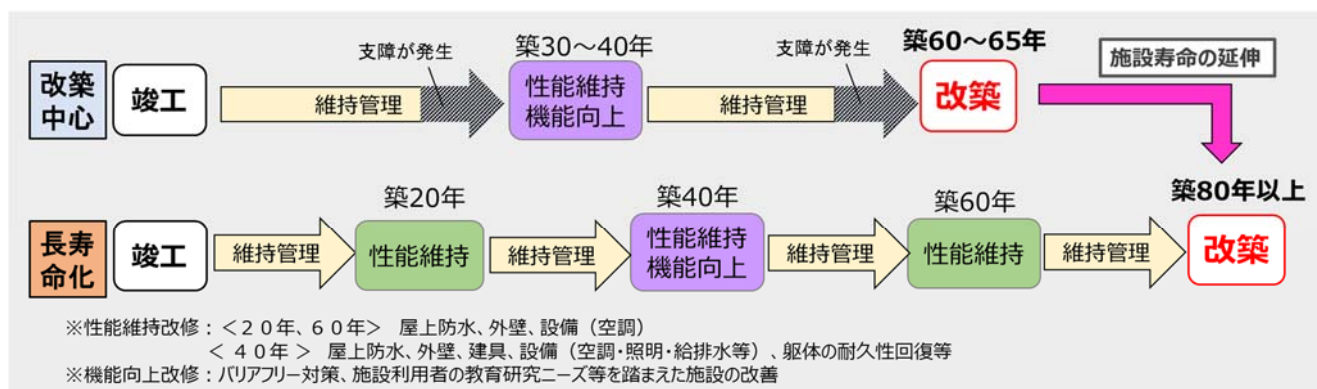 支障が発生
築30～40年
支障が発生
築60～65年
施設寿命の延伸
改築
中心
竣工
維持管理
性能維持
機能向上
維持管理
改築
築20年
築40年
築60年
築80年以上
長寿
命化
竣工
維持管理
性能維持
維持管理
性能維持
機能向上
維持管理
性能維持
維持管理
改築
※性能維持改修：＜２０年、６０年＞　屋上防水、外壁、設備（空調）
＜ ４０年 ＞　屋上防水、外壁、建具、設備（空調・照明・給排水等）、躯体の耐久性回復等
※機能向上改修：バリアフリー対策、施設利用者の教育研究ニーズ等を踏まえた施設の改善